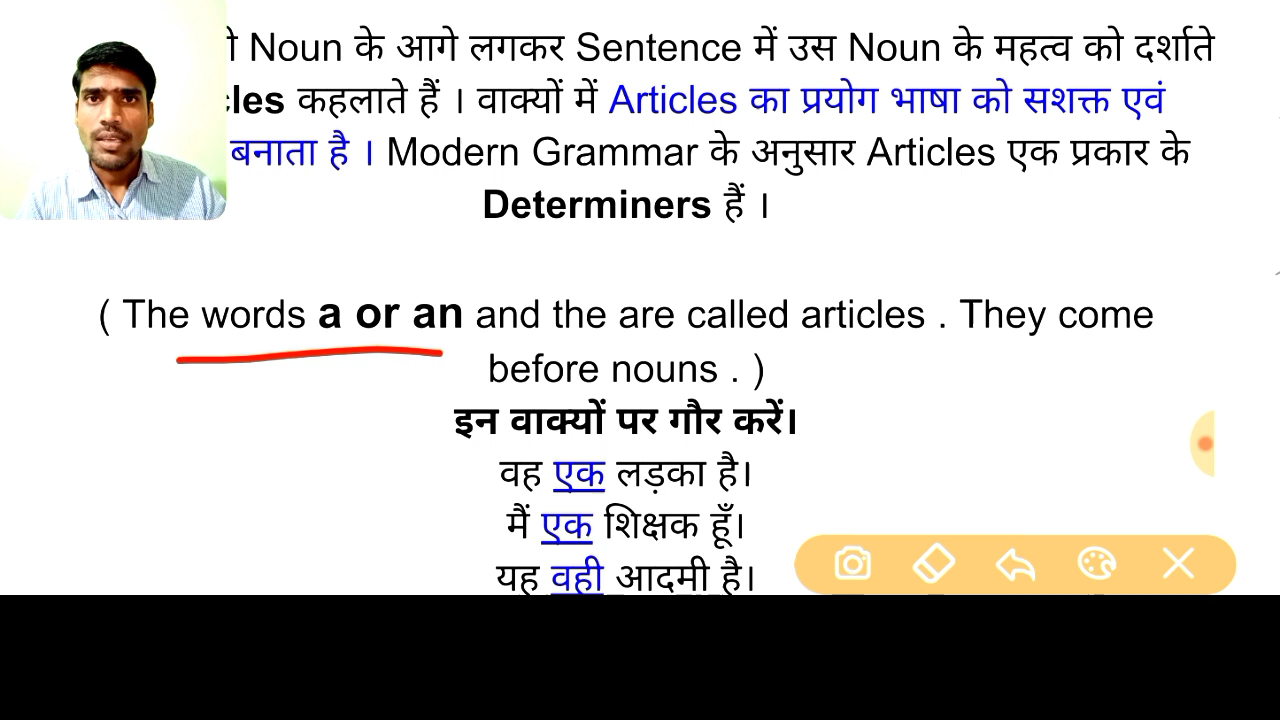 Noun के आगे लगकर Sentence में उस Noun के महत्व को दर्शाते
cles कहलाते हैं । वाक्यों में Articles का प्रयोग भाषा को सशक्त एवं
बनाता है । Modern Grammar के अनुसार Articles एक प्रकार के
Determiners हैं ।
( The words a or an and the are called articles . They come
before nouns . )
इन वाक्यों पर गौर करें।
वह एक लड़का है।
मैं एक शिक्षक हूँ।
यह वही आदमी है।